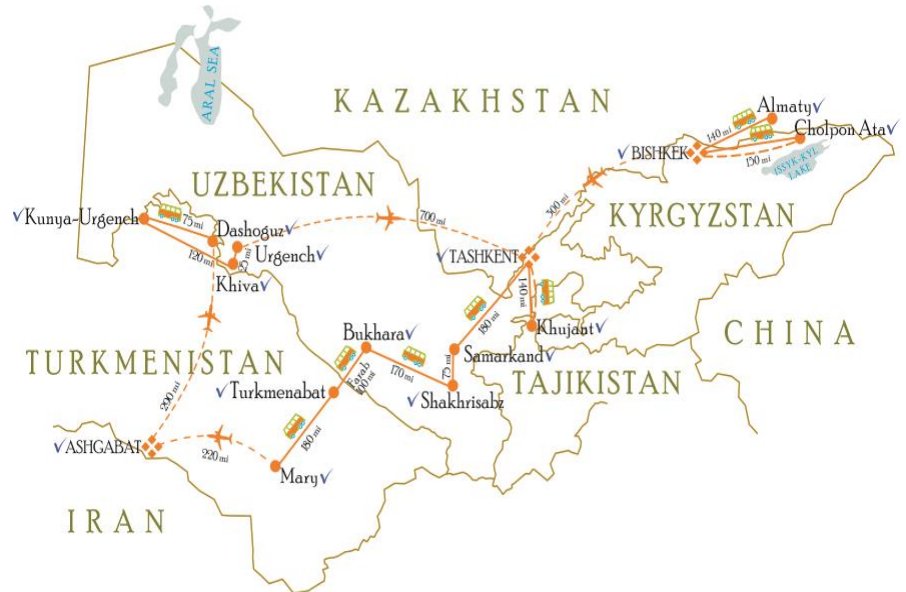 ARAL SEA
KAZAKHSTAN
Almaty
140 mi
Cholpon Ata
BISHKEK
150 mi
ISSYK-KYL
LAKE
UZBEKISTAN
300 mi
KYRGYZSTAN
Kunya-Urgench
75 mi
Dashoguz
700 mi
Urgench
120 mi
Khiva
TASHKENT
140 mi
Bukhara
180 mi
Khujant
CHINA
TURKMENISTAN
Farab
100 mi
170 mi
Samarkand
TAJIKISTAN
Turkmenabat
Shakhrisabz
290 mi
180 mi
ASHGABAT
220 mi
Mary
IRAN